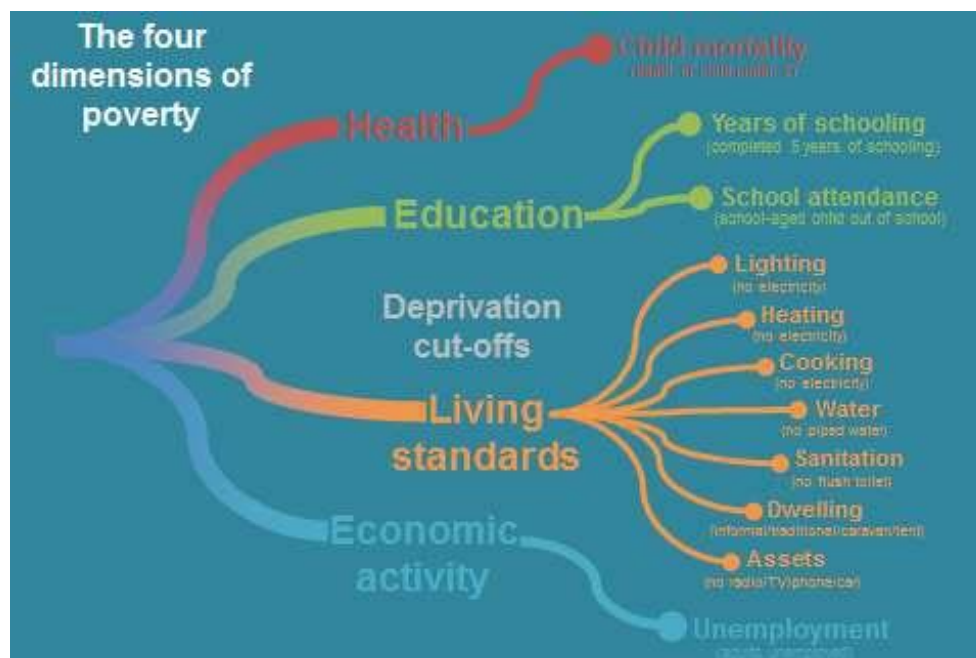 The four
dimensions of
poverty
Child mortality
Health
Years of schooling
(completed 5 years of schooling)
Education
School attendance
(school-aged child out of school)
Deprivation
cut-offs
Living
standards
Lighting
(no electricity)
Heating
(no electricity)
Cooking
(no electricity)
Water
(no piped water)
Sanitation
(no flush toilet)
Dwelling
(informal/traditional/caravan/tent)
Assets
(no radio/TV/phone/car)
Economic
activity
Unemployment
(adults unemployed)